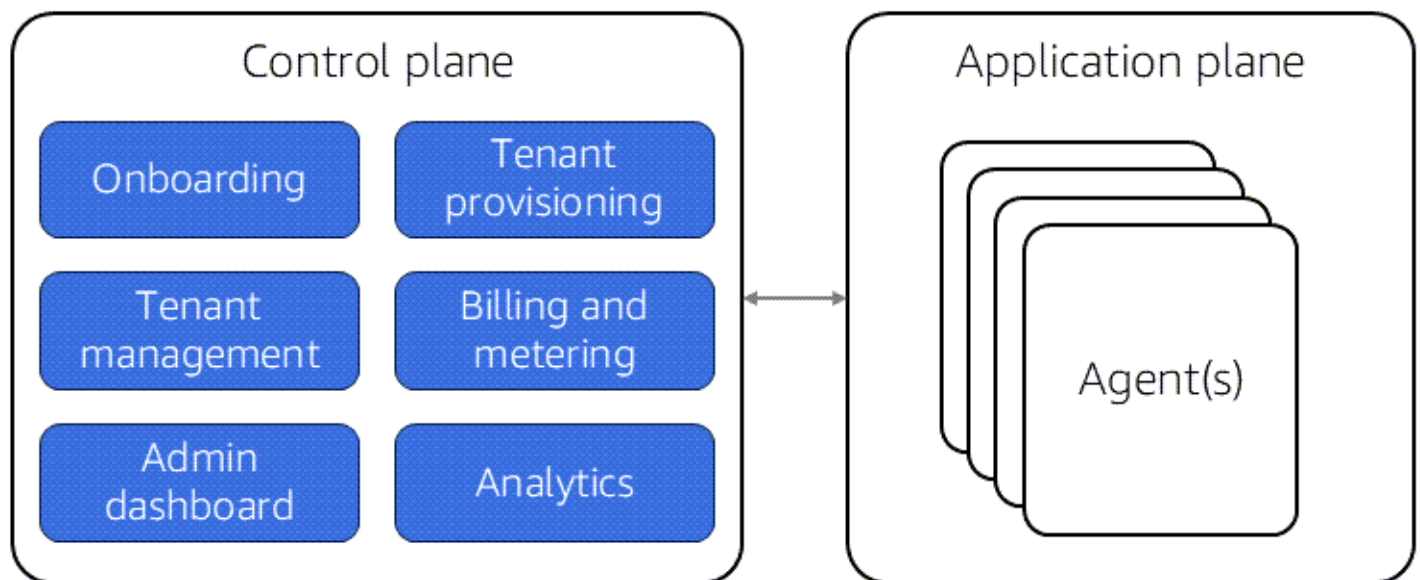 Control plane
Onboarding
Tenant
provisioning
Tenant
management
Billing and
metering
Admin
dashboard
Analytics
Application plane
Agent(s)